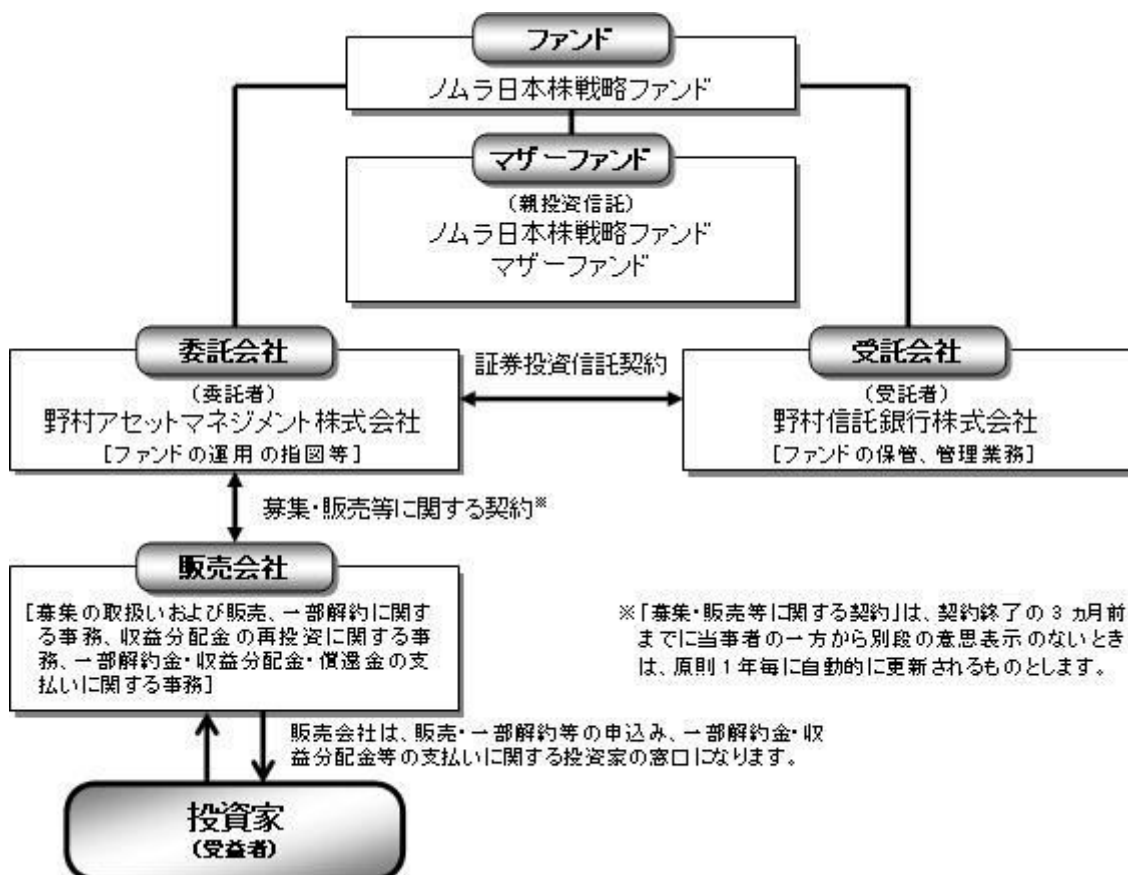 ファンド
ノムラ日本株戦略ファンド
マザーファンド
(親投資信託)
ノムラ日本株戦略ファンド
マザーファンド
委託会社
(委託者)
野村アセットマネジメント株式会社
[ファンドの運用の指図等]
証券投資信託契約
受託会社
(受託者)
野村信託銀行株式会社
[ファンドの保管、管理業務]
募集・販売等に関する契約※
販売会社
[募集の取扱いおよび販売、一部解約に関す
る事務、収益分配金の再投資に関する事
務、一部解約金・収益分配金・償還金の支
払いに関する事務]
※「募集・販売等に関する契約」は、契約終了の3ヵ月前
までに当事者の一方から別段の意思表示のないとき
は、原則1年毎に自動的に更新されるものとします。
販売会社は、販売・一部解約等の申込み、一部解約金・収
益分配金等の支払いに関する投資家の窓口になります。
投資家
(受益者)